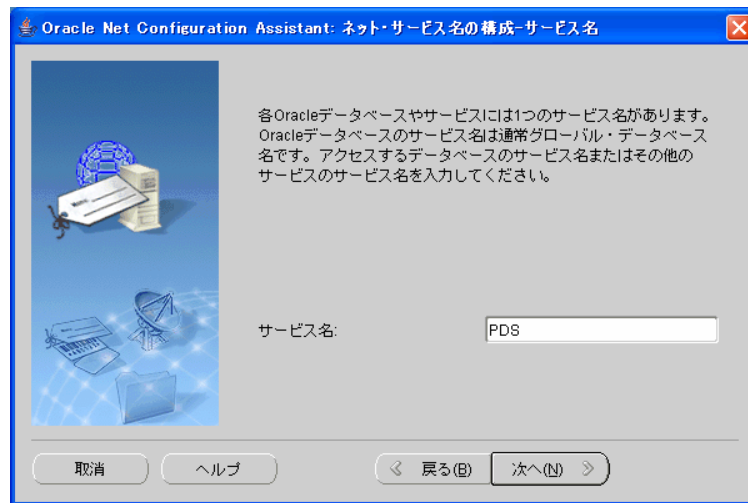 Oracle Net Configuration Assistant: ネット・サービス名の構成-サービス名
各Oracleデータベースやサービスには1つのサービス名があります。
Oracleデータベースのサービス名は通常グローバル・データベース
名です。アクセスするデータベースのサービス名またはその他の
サービスのサービス名を入力してください。
サービス名: PDS
取消 ヘルプ 戻る(B) 次へ(N)